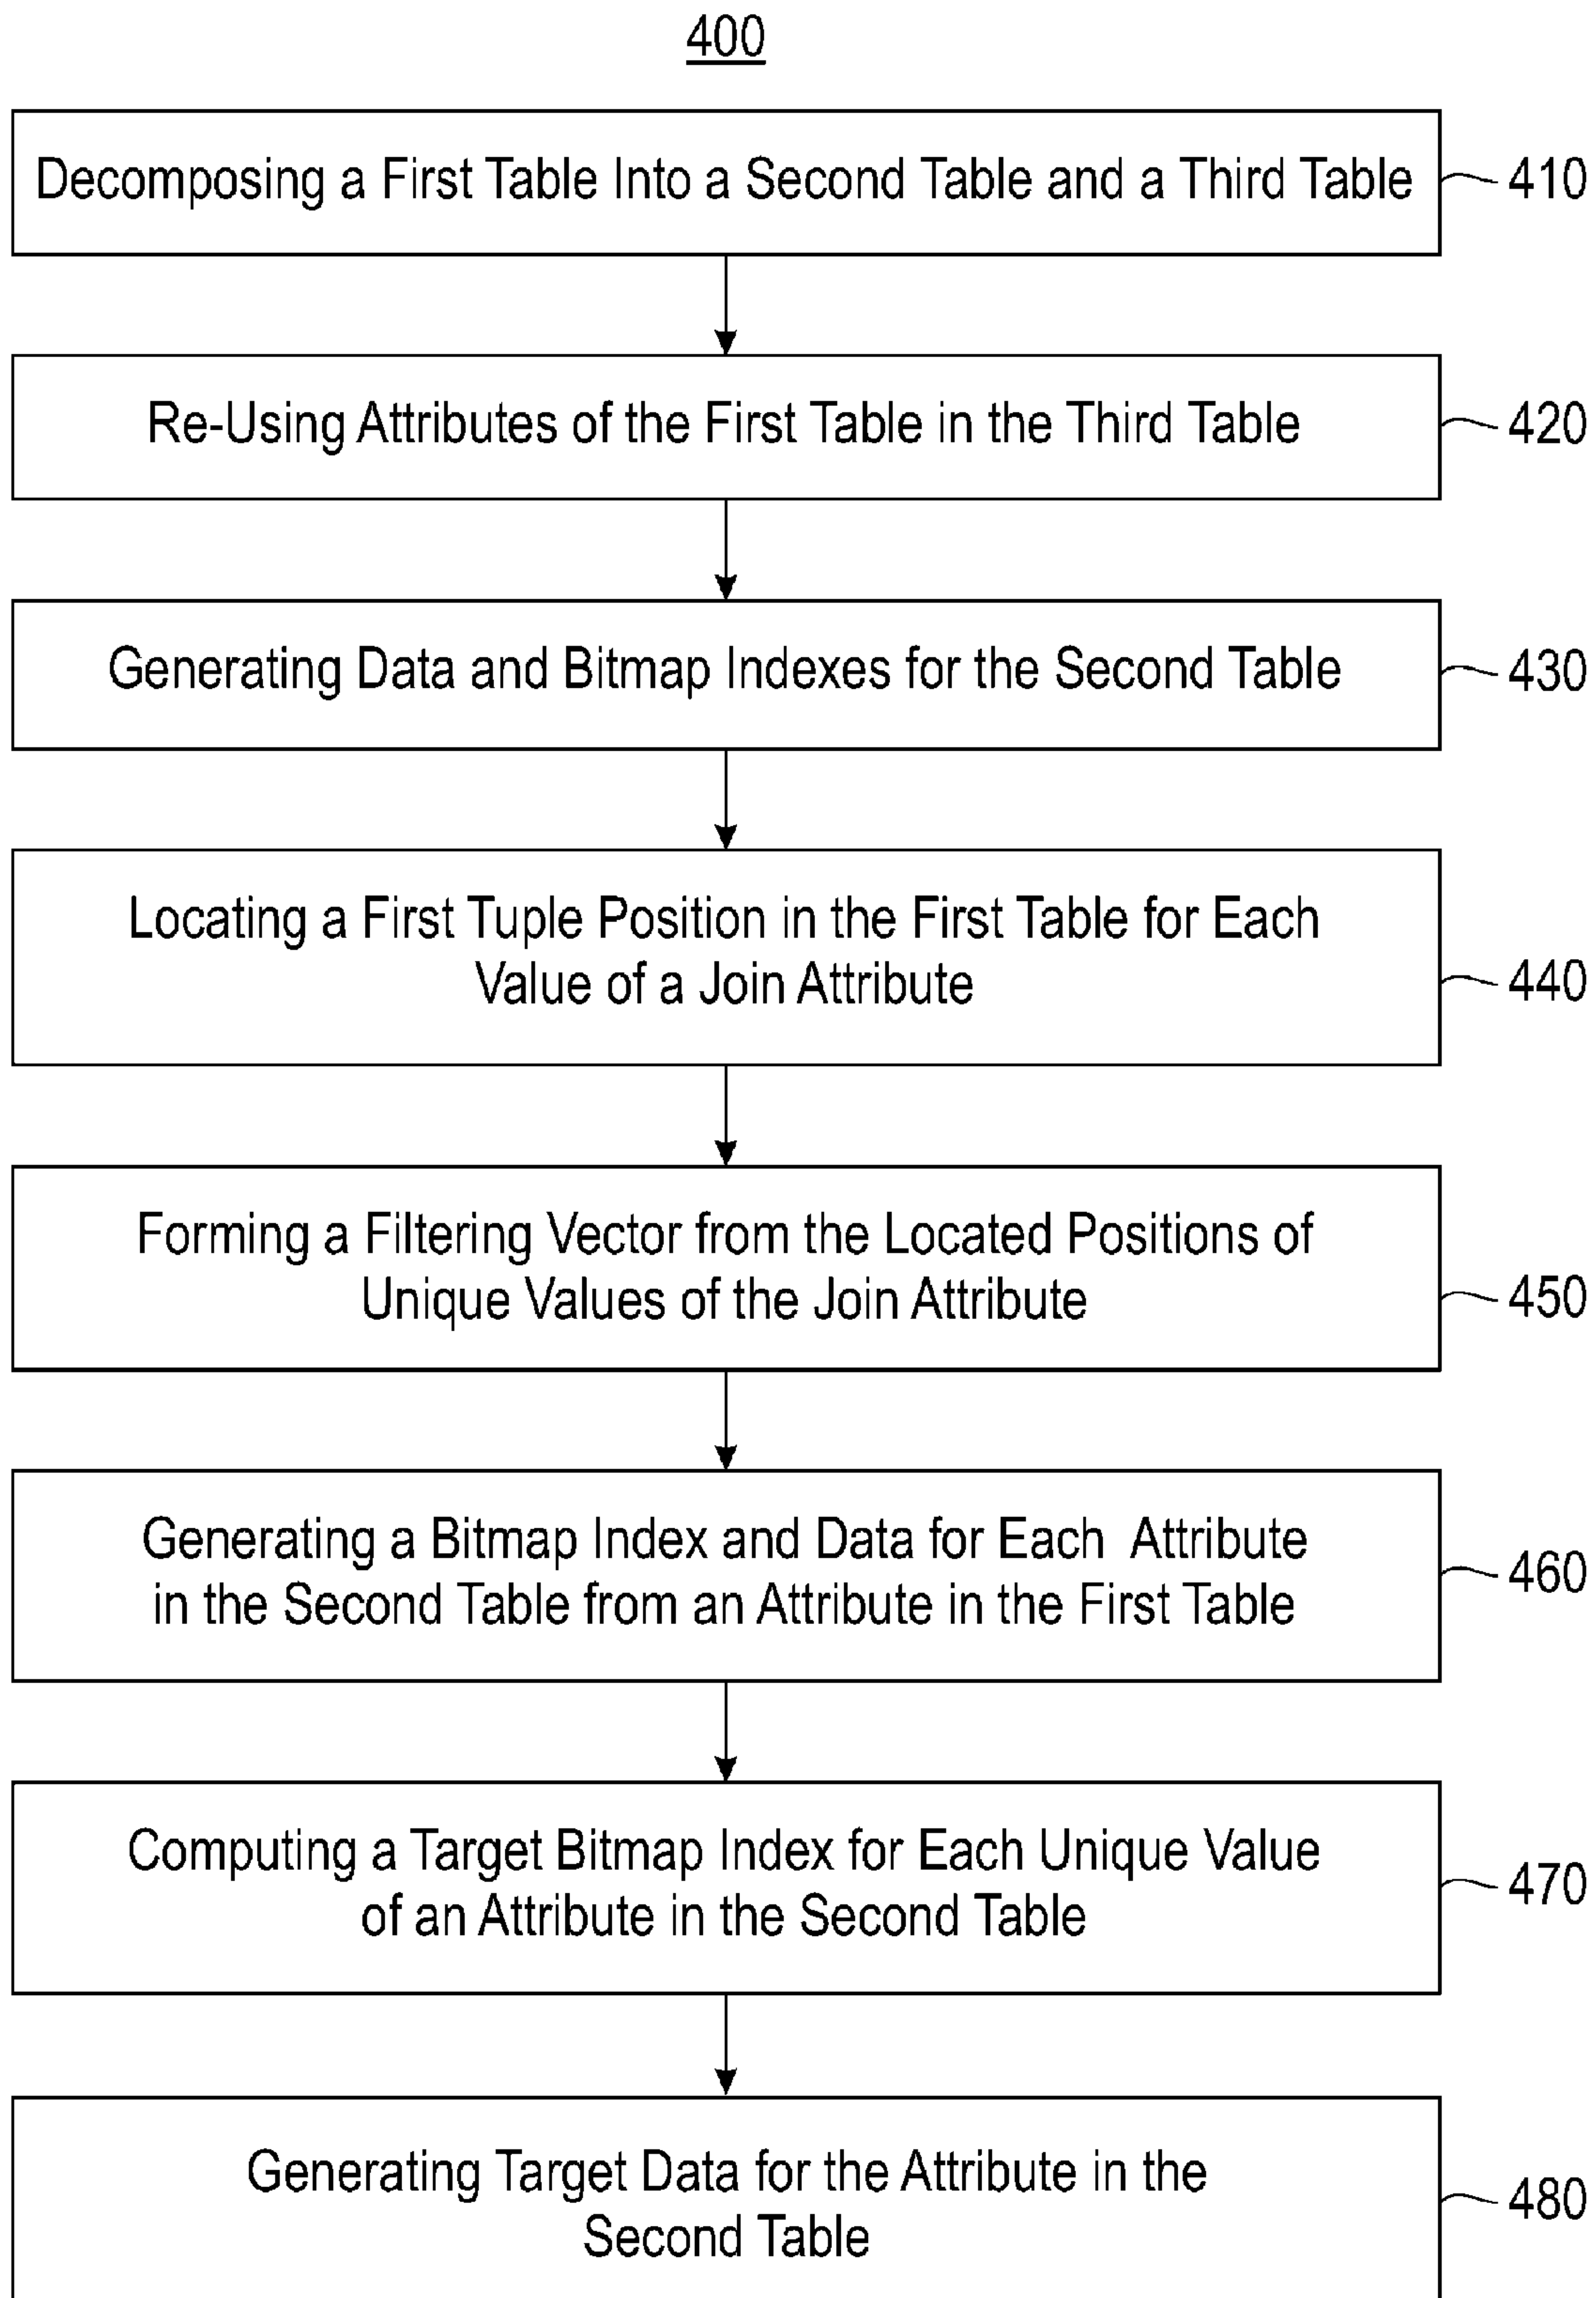 400
Decomposing a First Table Into a Second Table and a Third Table
410
Re-Using Attributes of the First Table in the Third Table
420
Generating Data and Bitmap Indexes for the Second Table
430
Locating a First Tuple Position in the First Table for Each
Value of a Join Attribute
440
Forming a Filtering Vector from the Located Positions of
Unique Values of the Join Attribute
450
Generating a Bitmap Index and Data for Each Attribute
in the Second Table from an Attribute in the First Table
460
Computing a Target Bitmap Index for Each Unique Value
of an Attribute in the Second Table
470
Generating Target Data for the Attribute in the
Second Table
480